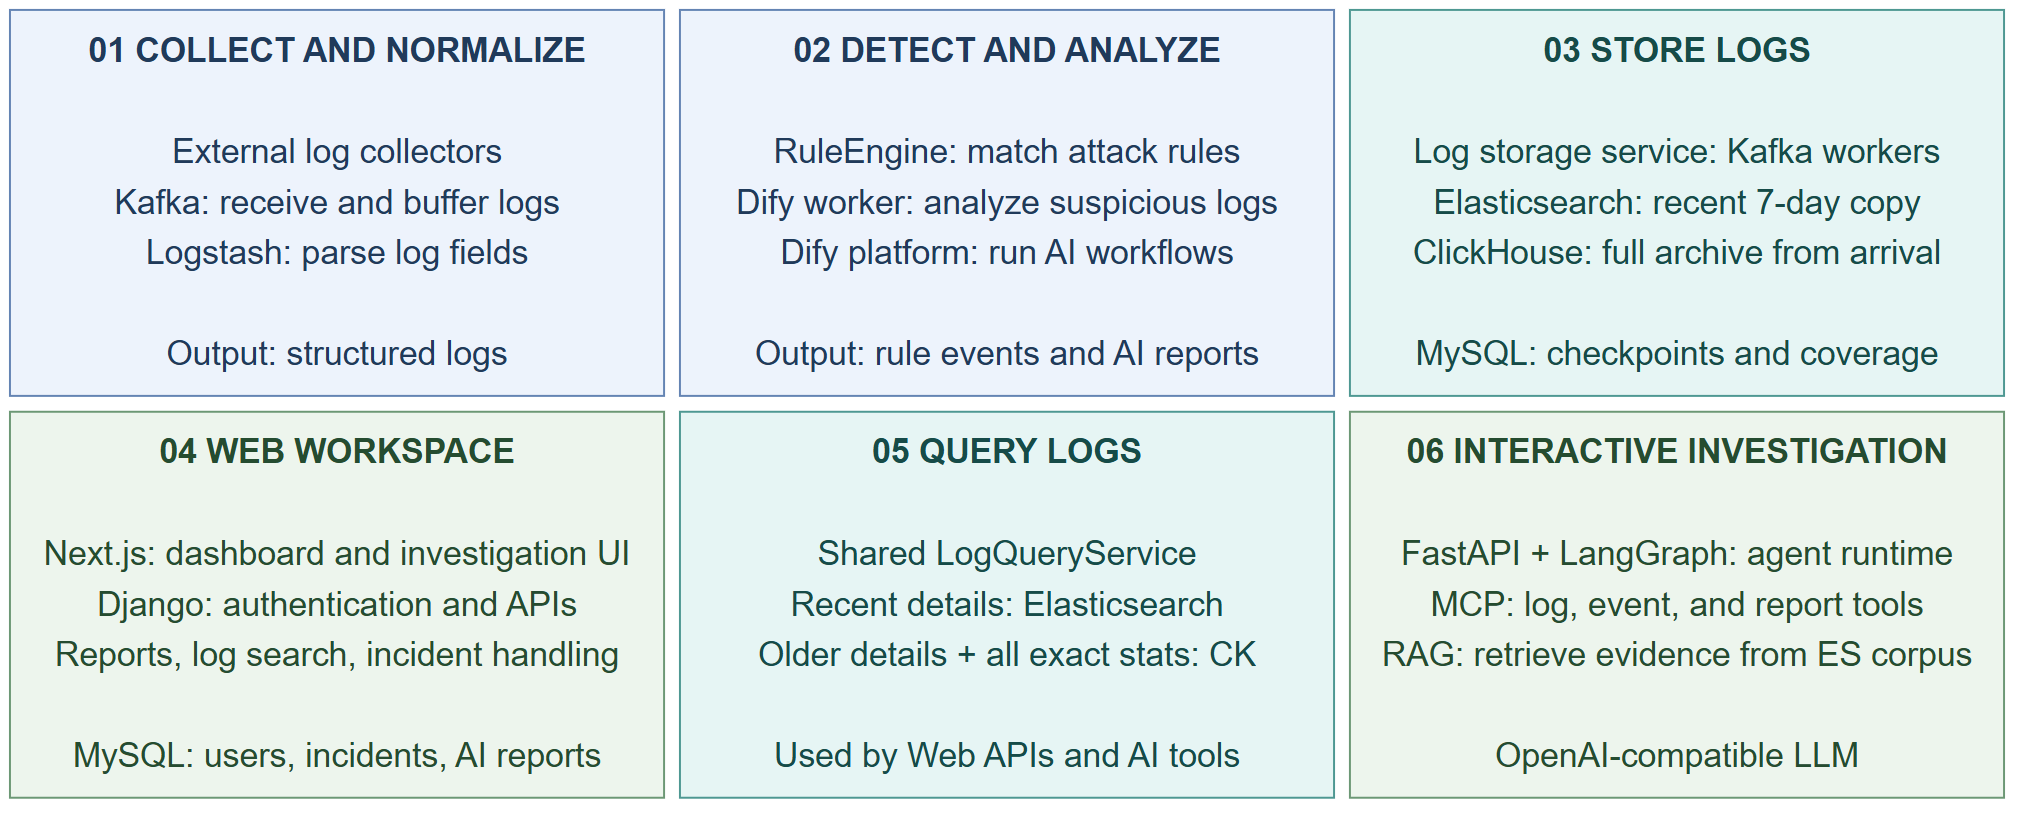 01 COLLECT AND NORMALIZE
External log collectors
Kafka: receive and buffer logs
Logstash: parse log fields
Output: structured logs
02 DETECT AND ANALYZE
RuleEngine: match attack rules
Dify worker: analyze suspicious logs
Dify platform: run AI workflows
Output: rule events and AI reports
03 STORE LOGS
Log storage service: Kafka workers
Elasticsearch: recent 7-day copy
ClickHouse: full archive from arrival
MySQL: checkpoints and coverage
04 WEB WORKSPACE
Next.js: dashboard and investigation UI
Django: authentication and APIs
Reports, log search, incident handling
MySQL: users, incidents, AI reports
05 QUERY LOGS
Shared LogQueryService
Recent details: Elasticsearch
Older details + all exact stats: CK
Used by Web APIs and AI tools
06 INTERACTIVE INVESTIGATION
FastAPI + LangGraph: agent runtime
MCP: log, event, and report tools
RAG: retrieve evidence from ES corpus
OpenAI-compatible LLM